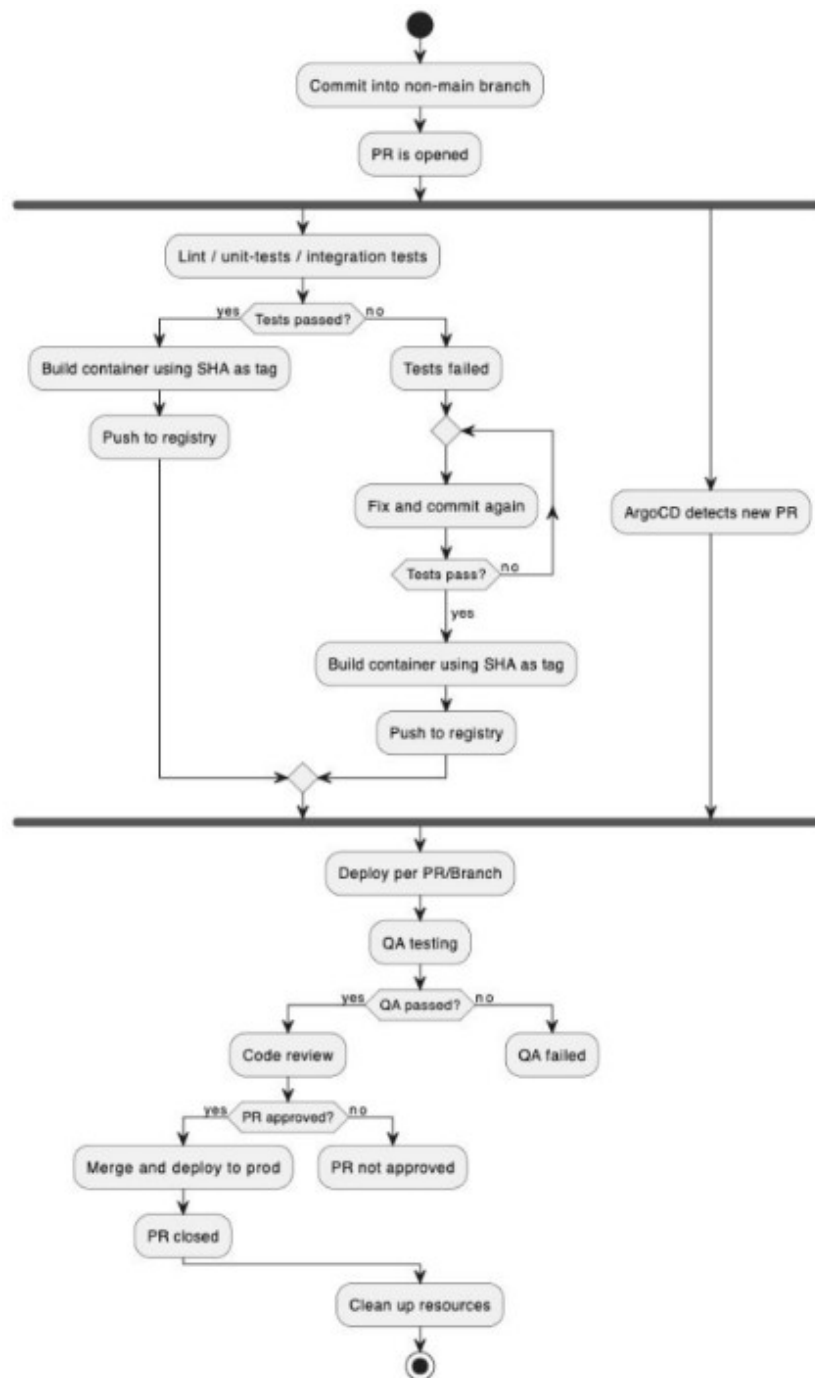 Commit into non-main branch
PR is opened
Lint / unit-tests / integration tests
yes
Tests passed?
no
Build container using SHA as tag
Tests failed
Push to registry
Fix and commit again
ArgoCD detects new PR
Tests pass?
no
yes
Build container using SHA as tag
Push to registry
Deploy per PR/Branch
QA testing
yes
QA passed?
no
Code review
QA failed
yes
PR approved?
no
Merge and deploy to prod
PR not approved
PR closed
Clean up resources